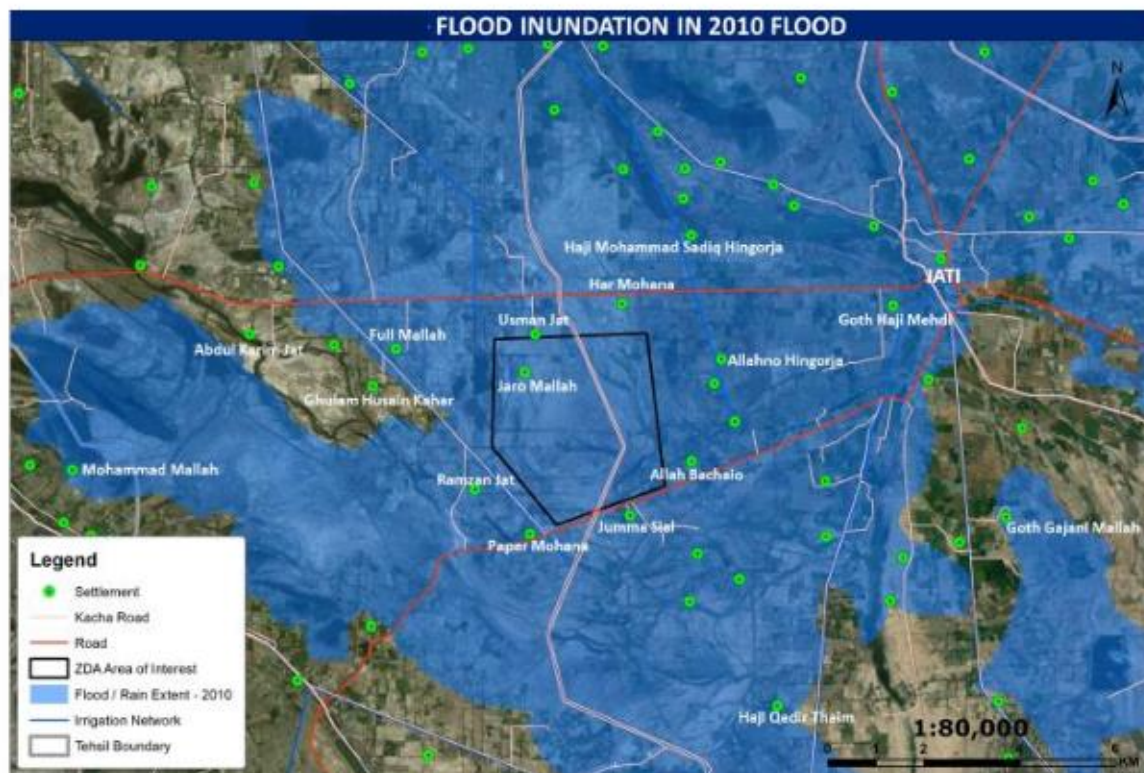 FLOOD INUNDATION IN 2010 FLOOD
N
Haji Mohammad Sadiq Hingorja
JATI
Har Mohana
Goth Haji Mehdi
Usman Jat
Full Mallah
Abdul Karim Jat
Allahno Hingorja
Jaro Mallah
Ghulam Husain Kahar
Mohammad Mallah
Ramzan Jat
Allah Bachaio
Jumma Siel
Goth Gajani Mallah
Paper Mohana
Legend
Settlement
Kacha Road
Road
ZDA Area of Interest
Flood / Rain Extent - 2010
Irrigation Network
Tehsil Boundary
Haji Qadir Thaim
1:80,000
0 1 2 4 6
KM